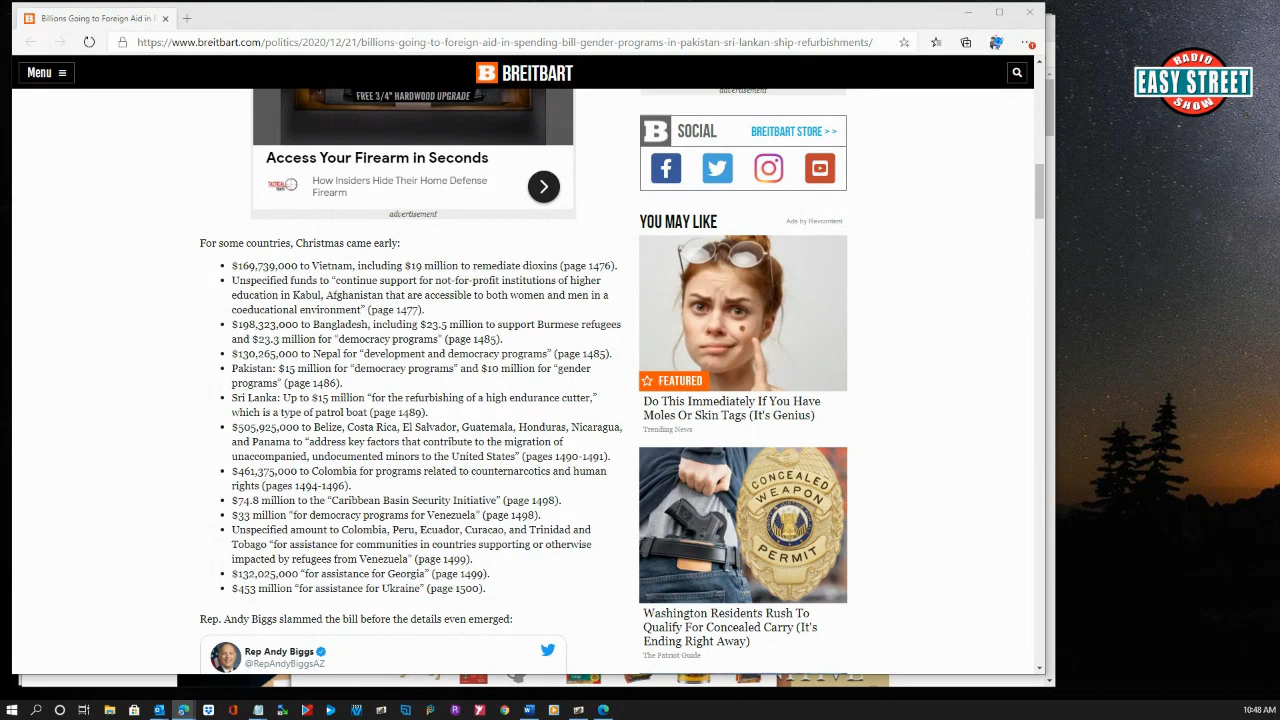 Billions Going to Foreign Aid in
https://www.breitbart.com/politics/2020/12/21/billions-going-to-foreign-aid-in-spending-bill-gender-programs-in-pakistan-sri-lankan-ship-refurbishments/
Menu
B BREITBART
RADIO
EASY STREET
SHOW
FREE 3/4" HARDWOOD UPGRADE
Access Your Firearm in Seconds
How Insiders Hide Their Home Defense
Firearm
advertisement
For some countries, Christmas came early:
• $169,739,000 to Vietnam, including $19 million to remediate dioxins (page 1476).
• Unspecified funds to “continue support for not-for-profit institutions of higher
education in Kabul, Afghanistan that are accessible to both women and men in a
coeducational environment” (page 1477).
• $198,323,000 to Bangladesh, including $23.5 million to support Burmese refugees
and $23.3 million for “democracy programs” (page 1485).
• $130,265,000 to Nepal for “development and democracy programs” (page 1485).
• Pakistan: $15 million for “democracy programs” and $10 million for “gender
programs” (page 1486).
• Sri Lanka: Up to $15 million “for the refurbishing of a high endurance cutter,”
which is a type of patrol boat (page 1489).
• $505,925,000 to Belize, Costa Rica, El Salvador, Guatemala, Honduras, Nicaragua,
and Panama to “address key factors that contribute to the migration of
unaccompanied, undocumented minors to the United States” (pages 1490-1491).
• $461,375,000 to Colombia for programs related to counternarcotics and human
rights (pages 1494-1496).
• $74.8 million to the “Caribbean Basin Security Initiative” (page 1498).
• $33 million “for democracy programs for Venezuela” (page 1498).
• Unspecified amount to Colombia, Peru, Ecuador, Curacao, and Trinidad and
Tobago “for assistance for communities in countries supporting or otherwise
impacted by refugees from Venezuela” (page 1499).
• $132,025,000 “for assistance for Georgia” (page 1499).
• $453 million “for assistance for Ukraine” (page 1500).
Rep. Andy Biggs slammed the bill before the details even emerged:
Rep Andy Biggs
@RepAndyBiggsAZ
advertisement
B SOCIAL
BREITBART STORE > >
YOU MAY LIKE
Ads by Revcontent
FEATURED
Do This Immediately If You Have
Moles Or Skin Tags (It's Genius)
Trending News
CONCEALED
WEAPON
PERMIT
Washington Residents Rush To
Qualify For Concealed Carry (It's
Ending Right Away)
The Patriot Guide
10:48 AM